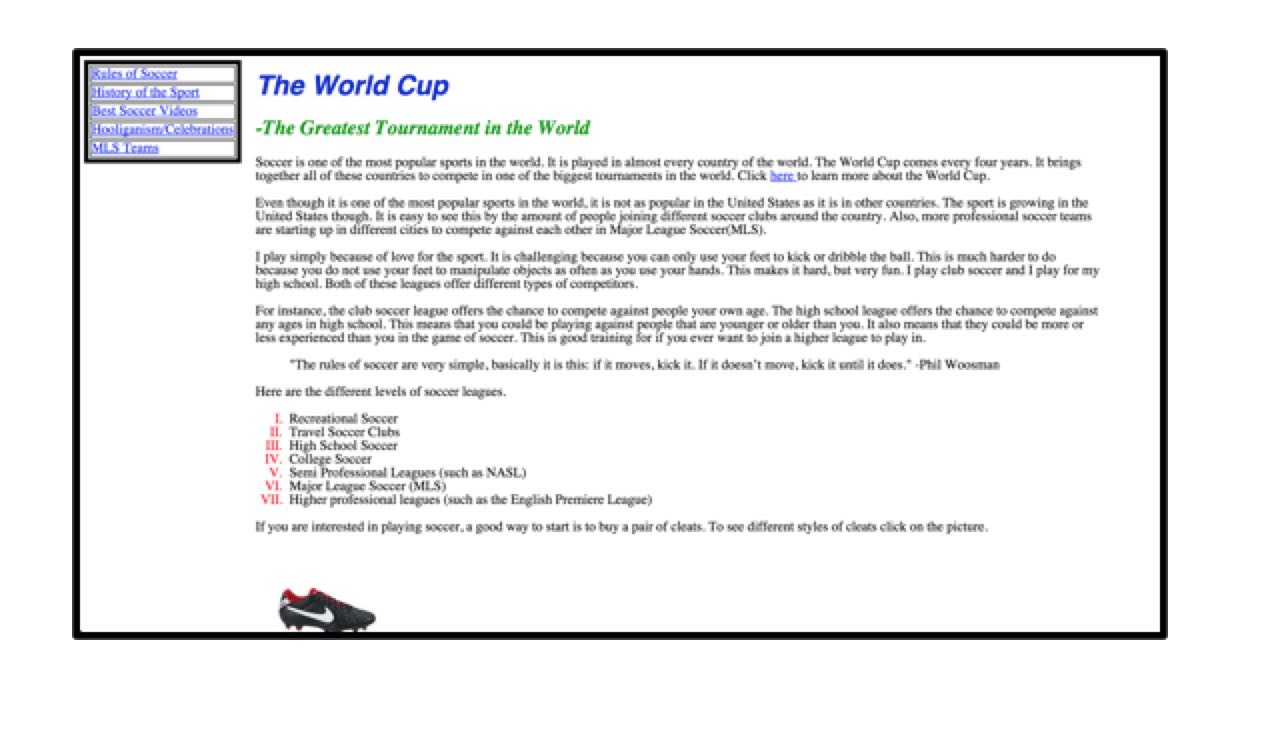 Rules of Soccer
History of the Sport
Best Soccer Videos
Hooliganism/Celebrations
MLS Teams
The World Cup
-The Greatest Tournament in the World
Soccer is one of the most popular sports in the world. It is played in almost every country of the world. The World Cup comes every four years. It brings
together all of these countries to compete in one of the biggest tournaments in the world. Click here to learn more about the World Cup.
Even though it is one of the most popular sports in the world, it is not as popular in the United States as it is in other countries. The sport is growing in the
United States though. It is easy to see this by the amount of people joining different soccer clubs around the country. Also, more professional soccer teams
are starting up in different cities to compete against each other in Major League Soccer(MLS).
I play simply because of love for the sport. It is challenging because you can only use your feet to kick or dribble the ball. This is much harder to do
because you do not use your feet to manipulate objects as often as you use your hands. This makes it hard, but very fun. I play club soccer and I play for my
high school. Both of these leagues offer different types of competitors.
For instance, the club soccer league offers the chance to compete against people your own age. The high school league offers the chance to compete against
any ages in high school. This means that you could be playing against people that are younger or older than you. It also means that they could be more or
less experienced than you in the game of soccer. This is good training for if you ever want to join a higher league to play in.
"The rules of soccer are very simple, basically it is this: if it moves, kick it. If it doesn't move, kick it until it does." -Phil Woosman
Here are the different levels of soccer leagues.
I. Recreational Soccer
II. Travel Soccer Clubs
III. High School Soccer
IV. College Soccer
V. Semi Professional Leagues (such as NASL)
VI. Major League Soccer (MLS)
VII. Higher professional leagues (such as the English Premiere League)
If you are interested in playing soccer, a good way to start is to buy a pair of cleats. To see different styles of cleats click on the picture.